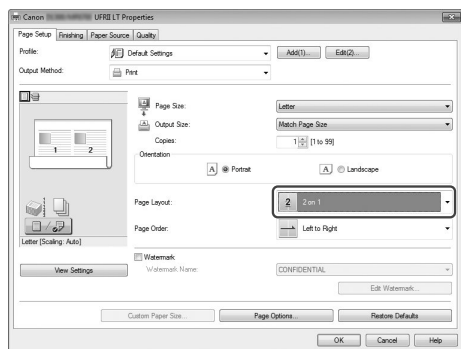 Canon UFRII LT Properties
Page Setup Finishing Paper Source Quality
Profile: Default Settings Add(1)... Edit(2)...
Output Method: Print
Page Size: Letter
Output Size: Match Page Size
Copies: 1 [1 to 99]
Orientation
A Portrait A Landscape
1 2
Page Layout: 2 2 on 1
Page Order: Left to Right
Letter [Scaling: Auto]
View Settings
Watermark
Watermark Name: CONFIDENTIAL
Edit Watermark...
Custom Paper Size... Page Options... Restore Defaults
OK Cancel Help